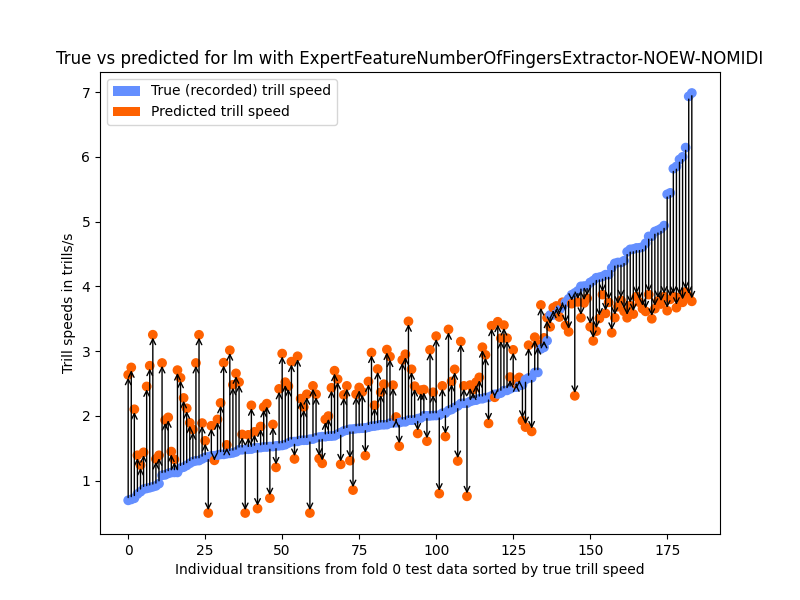 True vs predicted for lm with ExpertFeatureNumberOfFingersExtractor-NOEW-NOMIDI
True (recorded) trill speed
Predicted trill speed
Trill speeds in trills/s
7
6
5
4
3
2
1
0 25 50 75 100 125 150 175
Individual transitions from fold 0 test data sorted by true trill speed